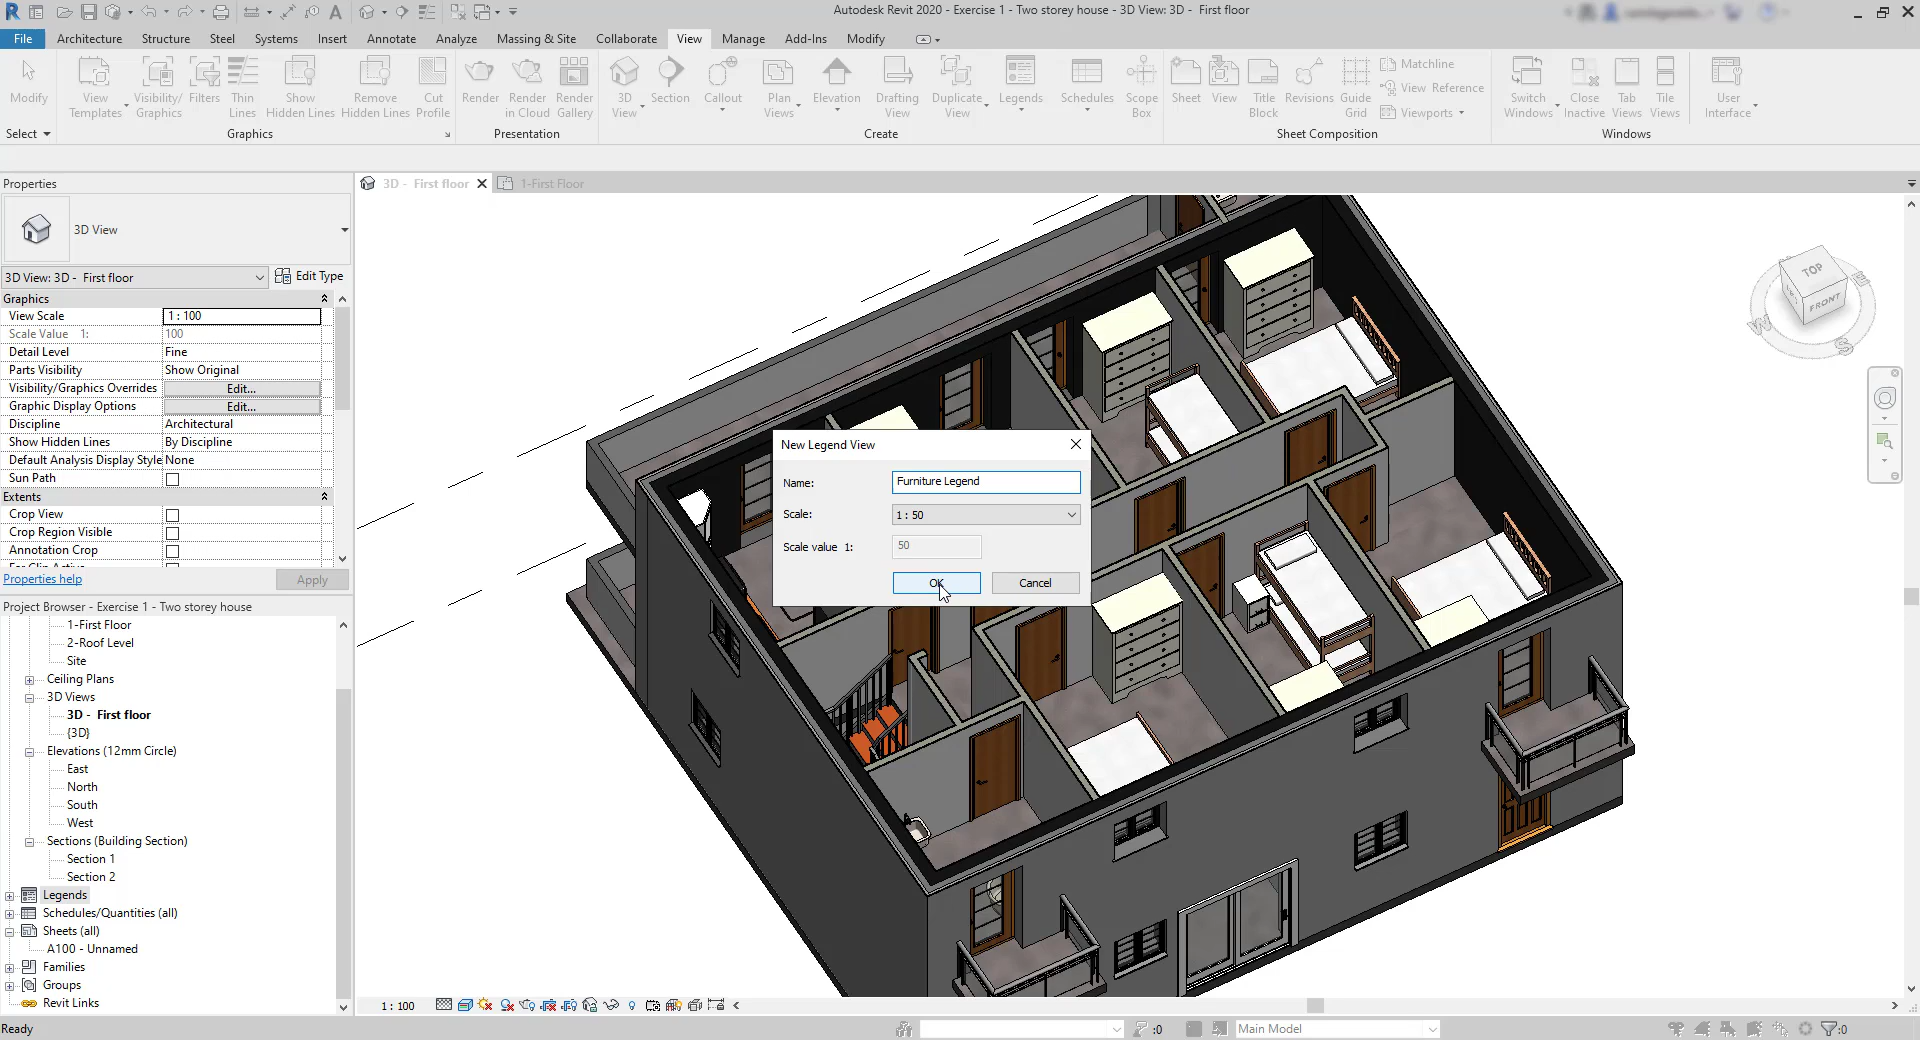 Autodesk Revit 2020 - Exercise 1 - Two storey house - 3D View: 3D - First floor
File Architecture Structure Steel Systems Insert Annotate Analyze Massing & Site Collaborate View Manage Add-Ins Modify
Modify
View Templates
Visibility/ Graphics
Filters
Thin Lines
Show Hidden Lines
Remove Hidden Lines
Cut Profile
Render
Render in Cloud
Render Gallery
3D View
Section
Callout
Plan Views
Elevation
Drafting View
Duplicate View
Legends
Schedules
Scope Box
Sheet
View
Title Block
Revisions
Guide Grid
Matchline
View Reference
Viewports
Switch Windows
Close Inactive
Tab Views
Tile Views
User Interface
Select Graphics Presentation Create Sheet Composition Windows
Properties
3D - First floor
1-First Floor
3D View
3D View: 3D - First floor
Edit Type
Graphics
View Scale 1 : 100
Scale Value 1: 100
Detail Level Fine
Parts Visibility Show Original
Visibility/Graphics Overrides Edit...
Graphic Display Options Edit...
Discipline Architectural
Show Hidden Lines By Discipline
Default Analysis Display Style None
Sun Path
Extents
Crop View
Crop Region Visible
Annotation Crop
Properties help Apply
Project Browser - Exercise 1 - Two storey house
1-First Floor
2-Roof Level
Site
Ceiling Plans
3D Views
3D - First floor
{3D}
Elevations (12mm Circle)
East
North
South
West
Sections (Building Section)
Section 1
Section 2
Legends
Schedules/Quantities (all)
Sheets (all)
A100 - Unnamed
Families
Groups
Revit Links
New Legend View
Name: Furniture Legend
Scale: 1 : 50
Scale value 1: 50
OK Cancel
TOP
FRONT
W
S
E
1 : 100
Ready
:0
Main Model
:0